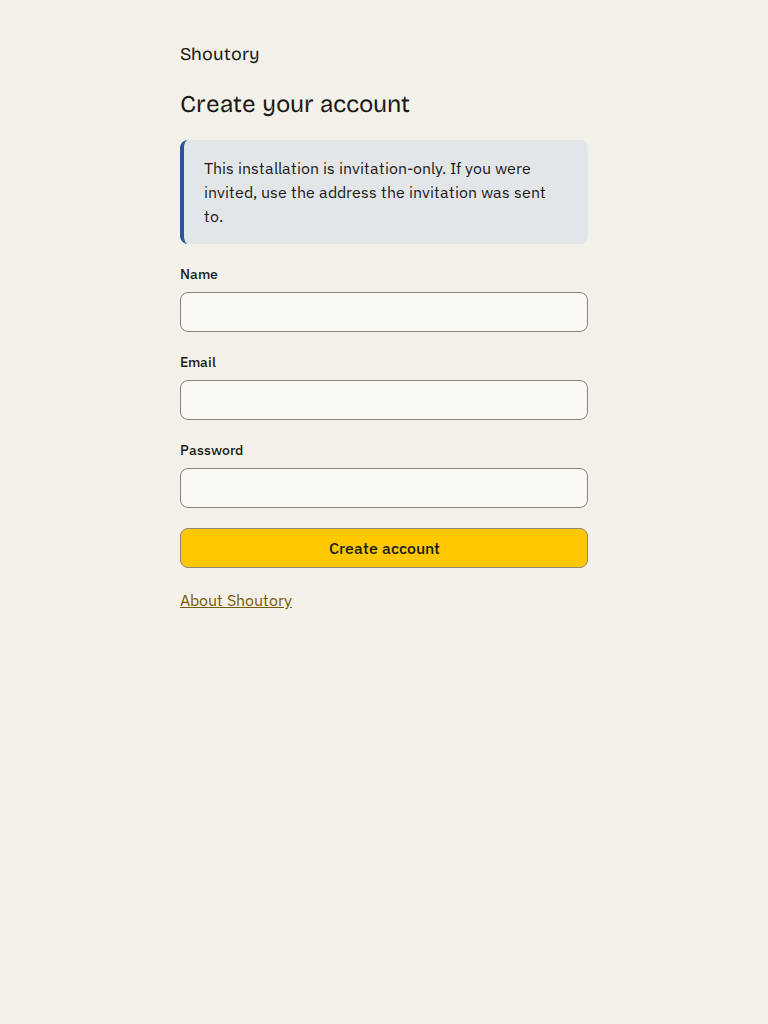 Shoutory
Create your account
This installation is invitation-only. If you were
invited, use the address the invitation was sent
to.
Name
Email
Password
Create account
About Shoutory